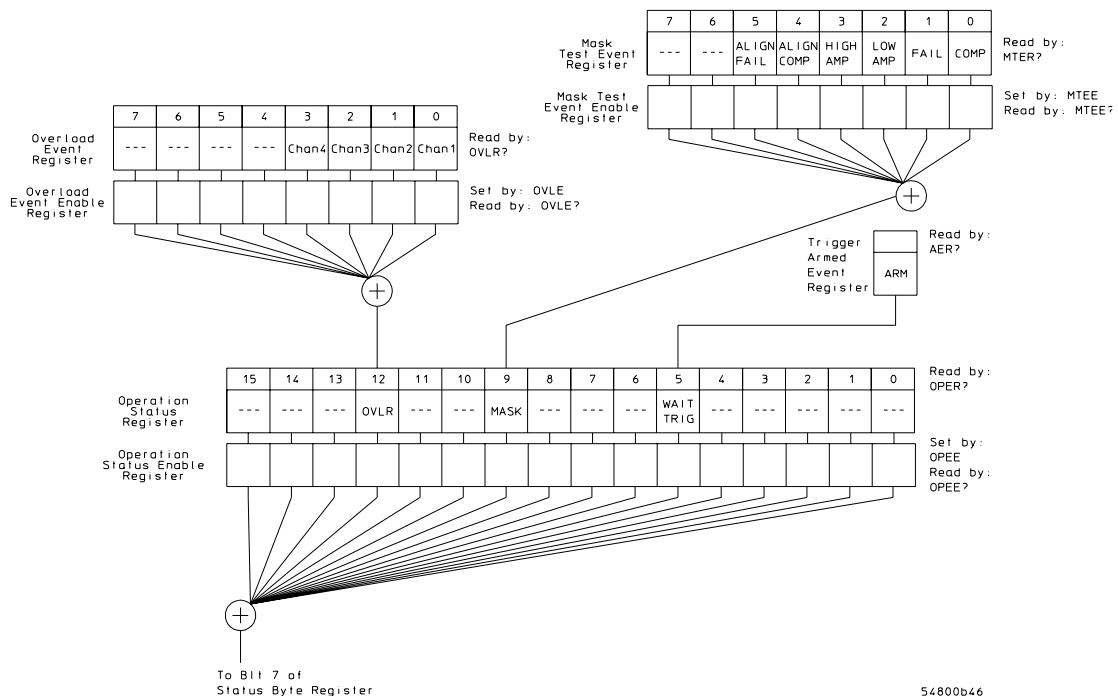 7 6 5 4 3 2 1 0
Mask
Test Event
Register
--- --- ALIGN FAIL ALIGN COMP HIGH AMP LOW AMP FAIL COMP
Read by:
MTER?
Mask Test
Event Enable
Register
Set by: MTEE
Read by: MTEE?
7 6 5 4 3 2 1 0
Overload
Event
Register
--- --- --- --- Chan4 Chan3 Chan2 Chan1
Read by:
OVLR?
Overload
Event Enable
Register
Set by: OVLE
Read by: OVLE?
+
+
Trigger
Armed
Event
Register
ARM
Read by:
AER?
15 14 13 12 11 10 9 8 7 6 5 4 3 2 1 0
Operation
Status
Register
--- --- --- OVLR --- --- MASK --- --- --- WAIT TRIG --- --- --- --- ---
Read by:
OPER?
Operation
Status Enable
Register
Set by:
OPEE
Read by:
OPEE?
+
To Bit 7 of
Status Byte Register
54800b46